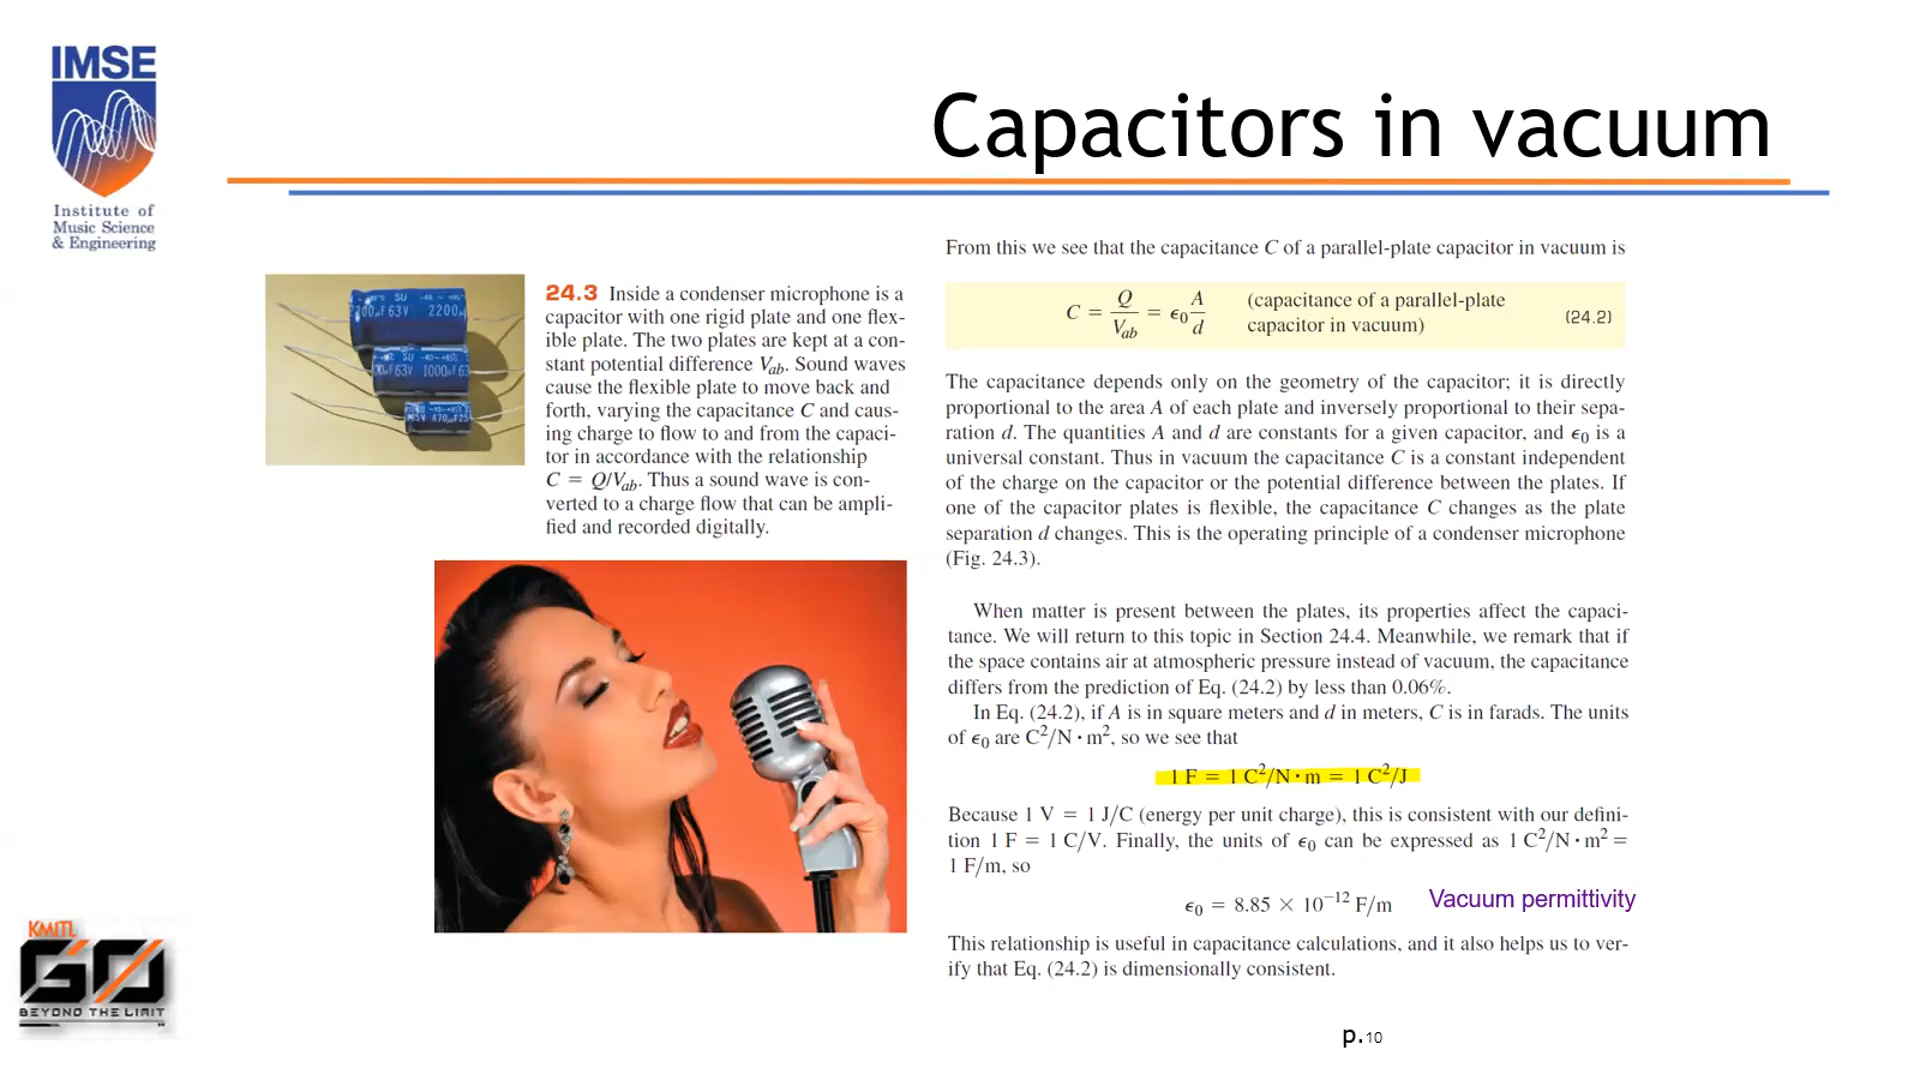 IMSE
Institute of
Music Science
& Engineering
Capacitors in vacuum
SU
2200µF 63V 2200µ
SU
µF 63V 1000µF 63
470µF 25
24.3 Inside a condenser microphone is a
capacitor with one rigid plate and one flex-
ible plate. The two plates are kept at a con-
stant potential difference Vab. Sound waves
cause the flexible plate to move back and
forth, varying the capacitance C and caus-
ing charge to flow to and from the capaci-
tor in accordance with the relationship
C = Q/Vab. Thus a sound wave is con-
verted to a charge flow that can be ampli-
fied and recorded digitally.
From this we see that the capacitance C of a parallel-plate capacitor in vacuum is
C = Q/Vab = ϵ0 A/d (capacitance of a parallel-plate
capacitor in vacuum) (24.2)
The capacitance depends only on the geometry of the capacitor; it is directly
proportional to the area A of each plate and inversely proportional to their sepa-
ration d. The quantities A and d are constants for a given capacitor, and ϵ0 is a
universal constant. Thus in vacuum the capacitance C is a constant independent
of the charge on the capacitor or the potential difference between the plates. If
one of the capacitor plates is flexible, the capacitance C changes as the plate
separation d changes. This is the operating principle of a condenser microphone
(Fig. 24.3).
When matter is present between the plates, its properties affect the capaci-
tance. We will return to this topic in Section 24.4. Meanwhile, we remark that if
the space contains air at atmospheric pressure instead of vacuum, the capacitance
differs from the prediction of Eq. (24.2) by less than 0.06%.
In Eq. (24.2), if A is in square meters and d in meters, C is in farads. The units
of ϵ0 are C²/N·m², so we see that
1 F = 1 C²/N·m = 1 C²/J
Because 1 V = 1 J/C (energy per unit charge), this is consistent with our defini-
tion 1 F = 1 C/V. Finally, the units of ϵ0 can be expressed as 1 C²/N·m² =
1 F/m, so
ϵ0 = 8.85 × 10⁻¹² F/m Vacuum permittivity
This relationship is useful in capacitance calculations, and it also helps us to ver-
ify that Eq. (24.2) is dimensionally consistent.
KMITL
GO
BEYOND THE LIMIT
p.10